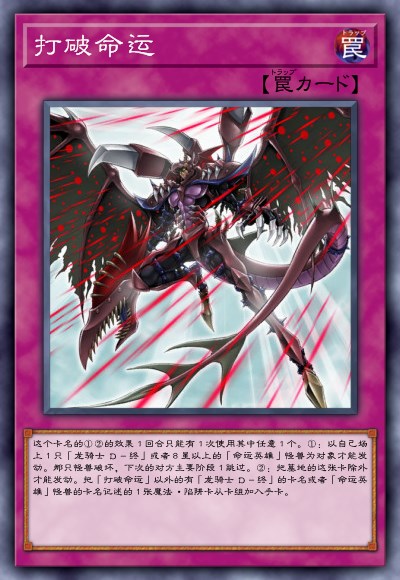 打破命运
トラップ
罠
トラップ
【罠カード】
这个卡名的①②的效果1回合只能有1次使用其中任意1个。①：以自己场
上1只「龙骑士 D－终」或者8星以上的「命运英雄」怪兽为对象才能发
动。那只怪兽破坏，下次的对方主要阶段1跳过。②：把墓地的这张卡除外
才能发动。把「打破命运」以外的有「龙骑士 D－终」的卡名或者「命运英
雄」怪兽的卡名记述的1张魔法·陷阱卡从卡组加入手卡。